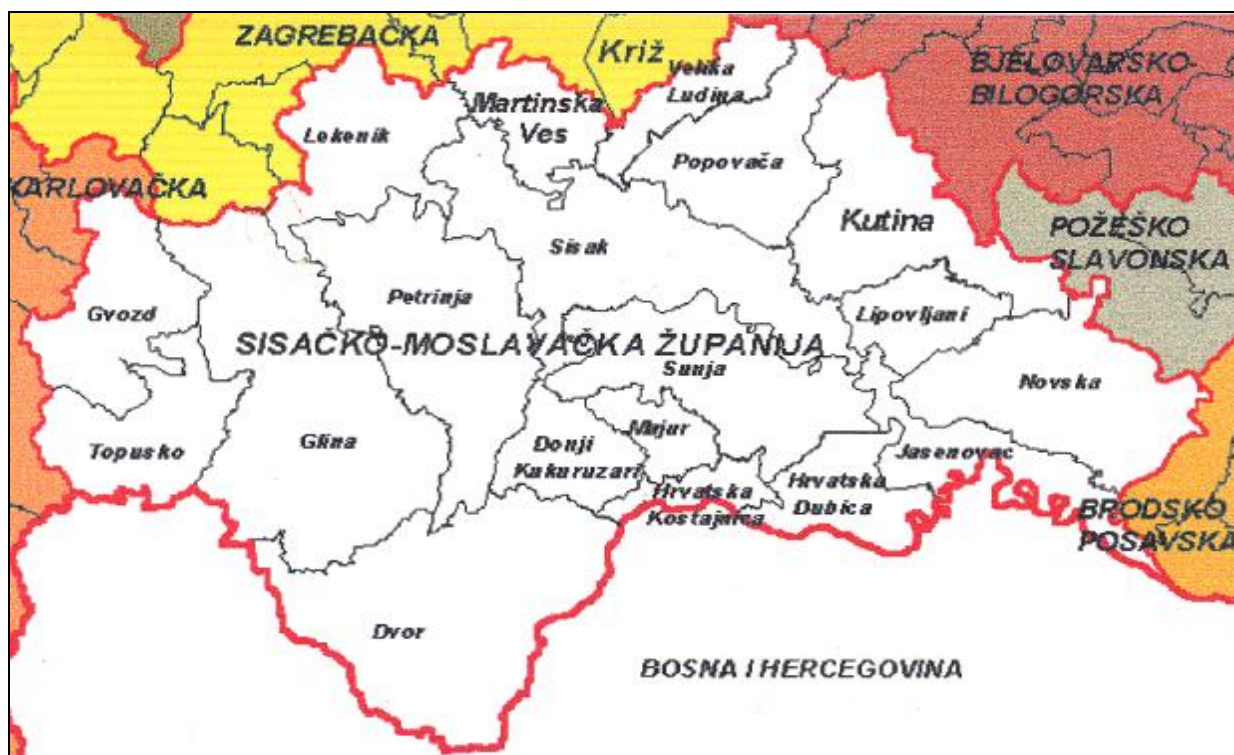 ZAGREBAČKA
Križ
BJELOVARSKO-
BILOGORSKA
Velika
Ludina
Martinska
Ves
Lekenik
Popovača
KARLOVAČKA
Kutina
POŽEŠKO
SLAVONSKA
Sisak
Petrinja
Gvozd
Lipovljani
SISAČKO-MOSLAVAČKA ŽUPANIJA
Sunja
Novska
Majur
Glina
Donji
Kukuruzari
Topusko
Jasenovac
Hrvatska
Kostajnica
Hrvatska
Dubica
BRODSKO
POSAVSKA
Dvor
BOSNA I HERCEGOVINA